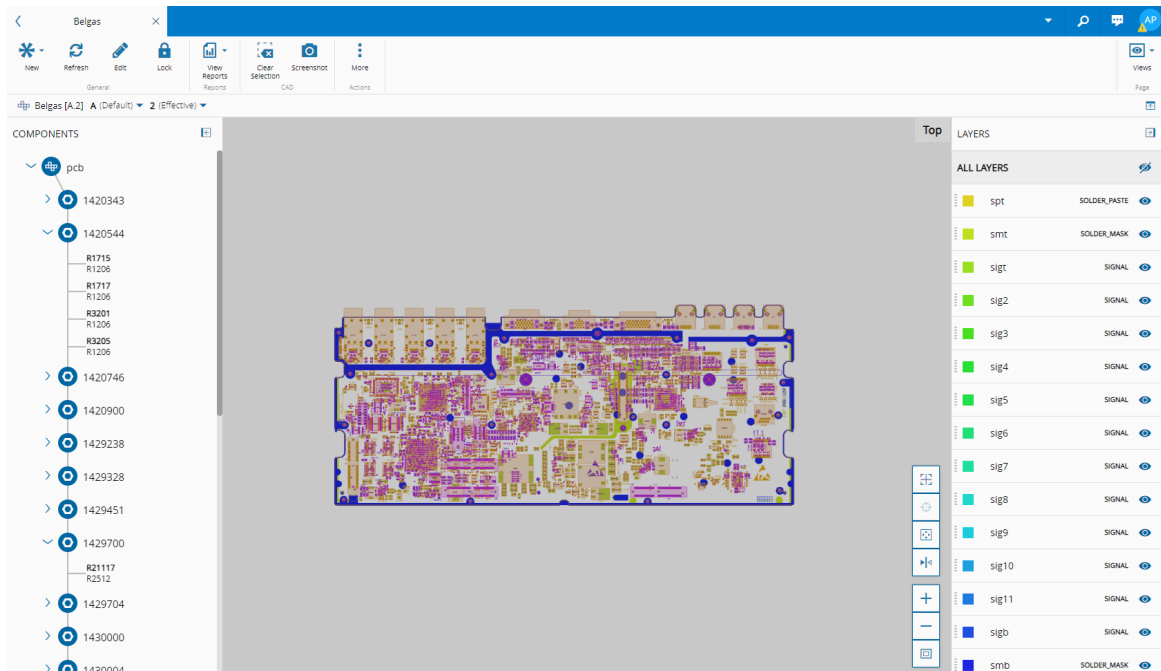 Belgas
AP
New
Refresh
Edit
Lock
View Reports
Clear Selection
Screenshot
More
Views
General
Reports
CAD
Actions
Page
Belgas [A.2] A (Default) 2 (Effective)
COMPONENTS
pcb
1420343
1420544
R1715
R1206
R1717
R1206
R3201
R1206
R3205
R1206
1420746
1420900
1429238
1429328
1429451
1429700
R21117
R2512
1429704
1430000
1430004
Top
LAYERS
ALL LAYERS
spt SOLDER_PASTE
smt SOLDER_MASK
sigt SIGNAL
sig2 SIGNAL
sig3 SIGNAL
sig4 SIGNAL
sig5 SIGNAL
sig6 SIGNAL
sig7 SIGNAL
sig8 SIGNAL
sig9 SIGNAL
sig10 SIGNAL
sig11 SIGNAL
sigb SIGNAL
smb SOLDER_MASK